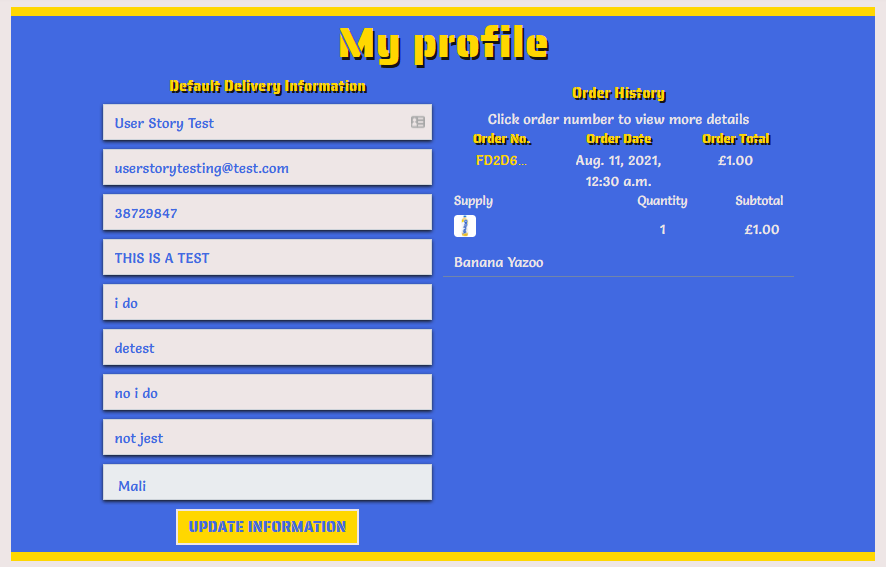 My profile
Default Delivery Information
User Story Test
userstorytesting@test.com
38729847
THIS IS A TEST
i do
detest
no i do
not jest
Mali
UPDATE INFORMATION
Order History
Click order number to view more details
Order No. Order Date Order Total
FD2D6... Aug. 11, 2021, £1.00
12:30 a.m.
Supply Quantity Subtotal
1 £1.00
Banana Yazoo